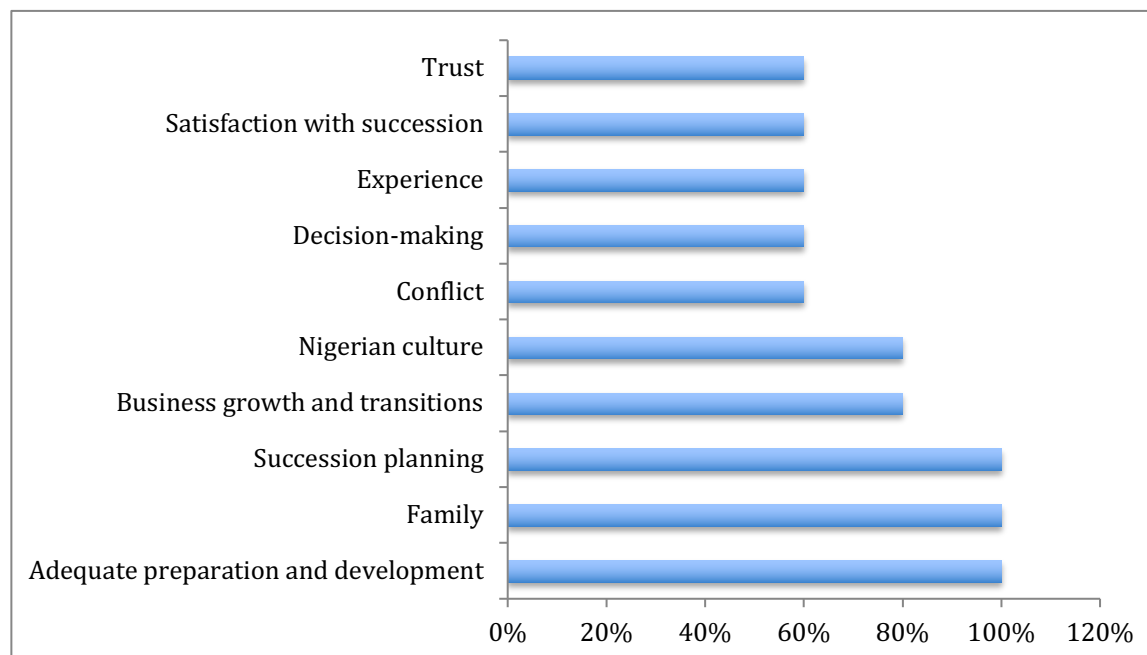 Trust
Satisfaction with succession
Experience
Decision-making
Conflict
Nigerian culture
Business growth and transitions
Succession planning
Family
Adequate preparation and development
0% 20% 40% 60% 80% 100% 120%